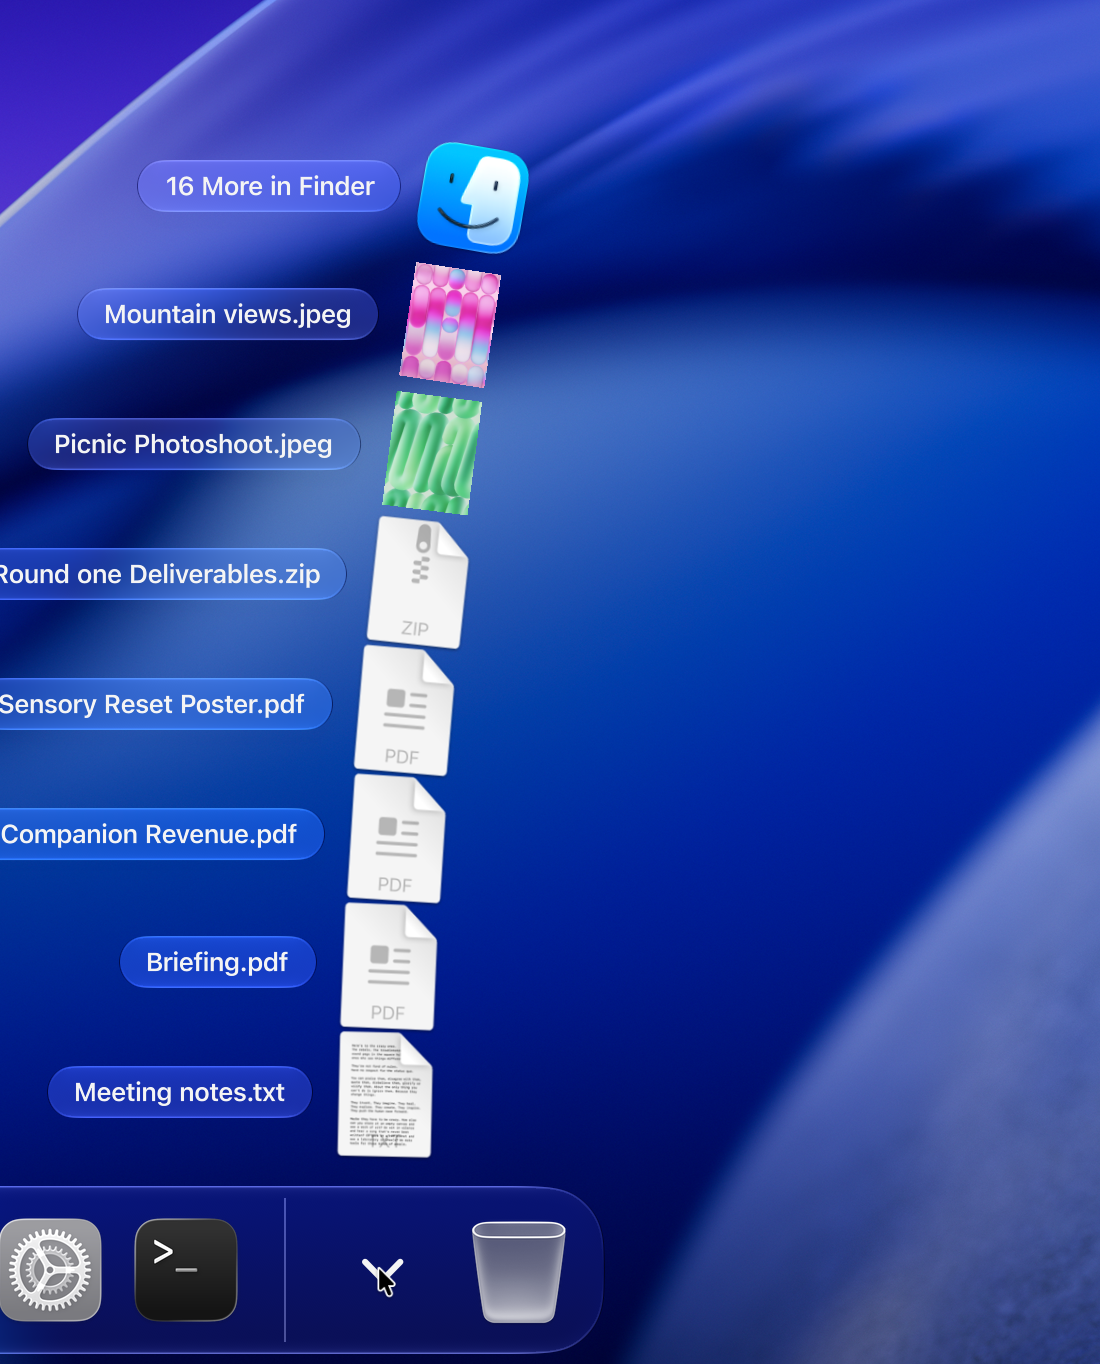 16 More in Finder
Mountain views.jpeg
Picnic Photoshoot.jpeg
Round one Deliverables.zip
ZIP
Sensory Reset Poster.pdf
PDF
Companion Revenue.pdf
PDF
Briefing.pdf
PDF
Meeting notes.txt
>_